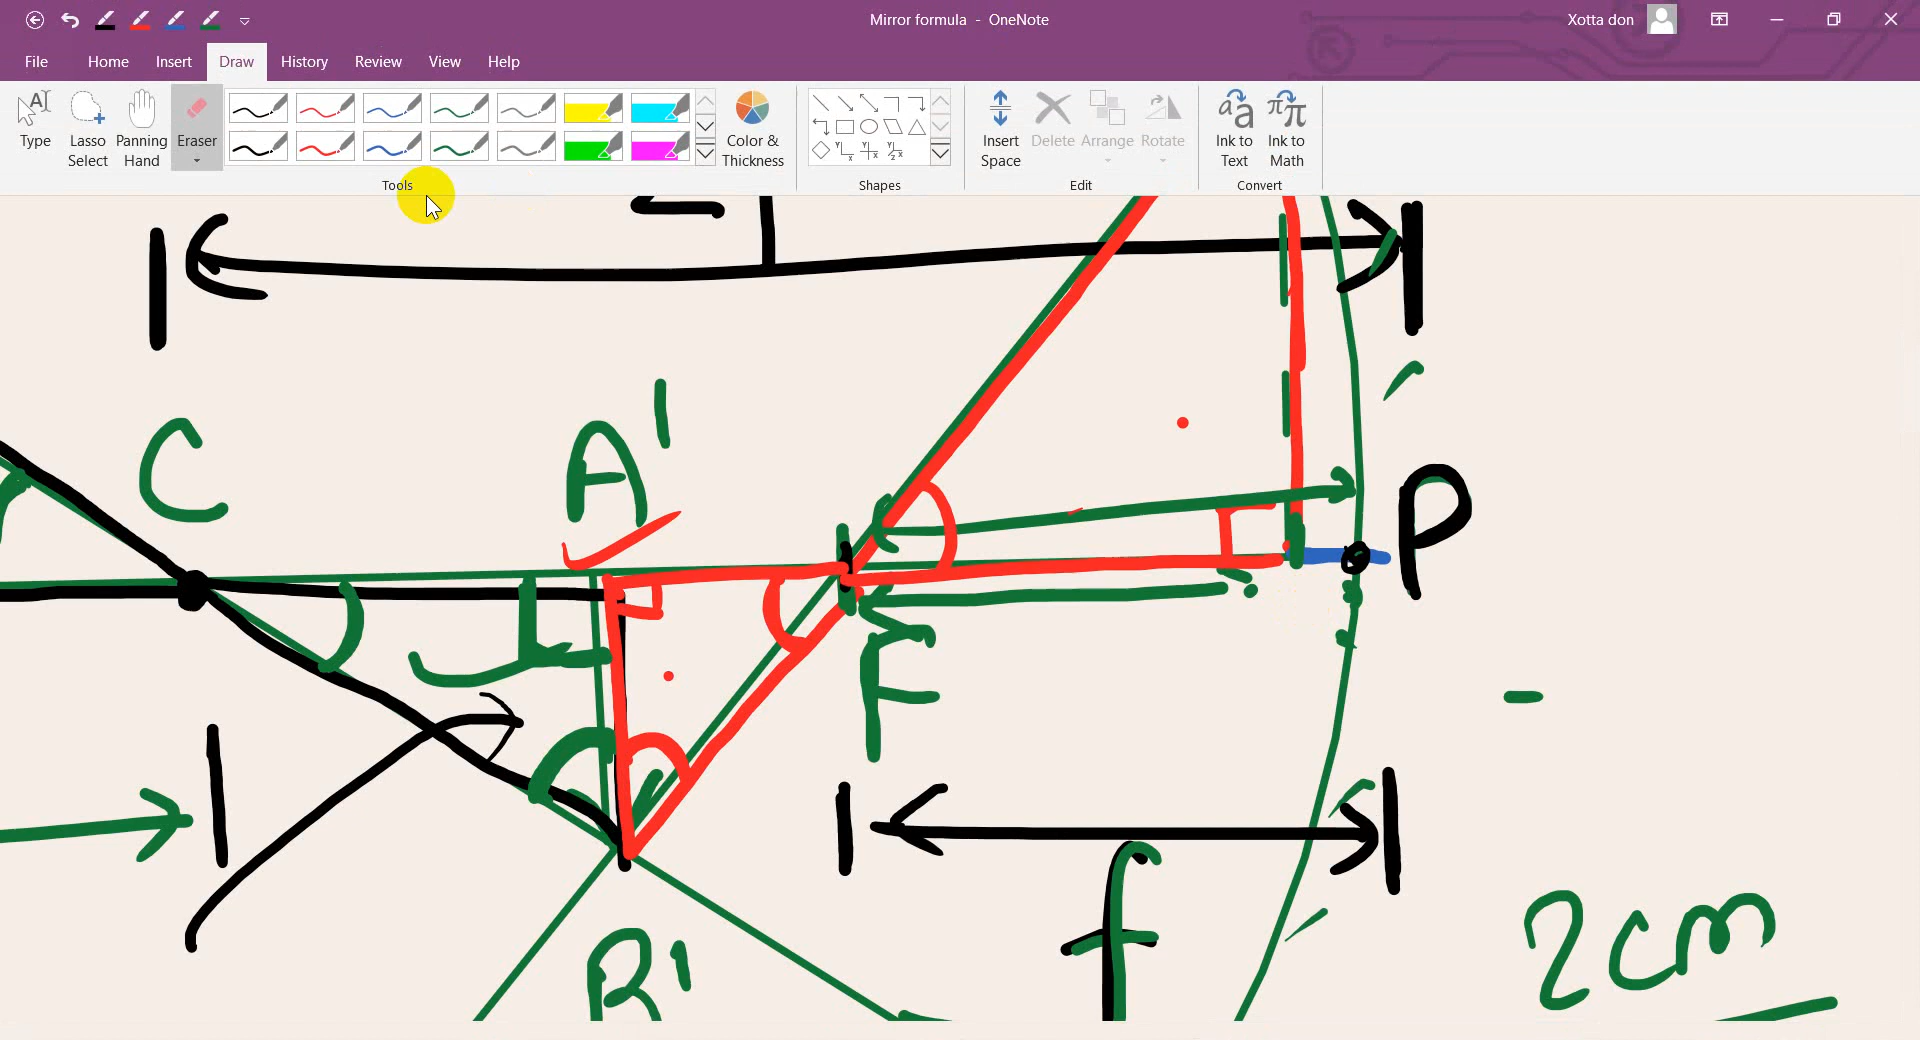 Mirror formula - OneNote
Xotta don
File Home Insert Draw History Review View Help
Type
Lasso Select
Panning Hand
Eraser
Color & Thickness
Insert Space
Delete
Arrange
Rotate
Ink to Text
Ink to Math
Tools
Shapes
Edit
Convert
C
A'
P
F
f
B'
2cm